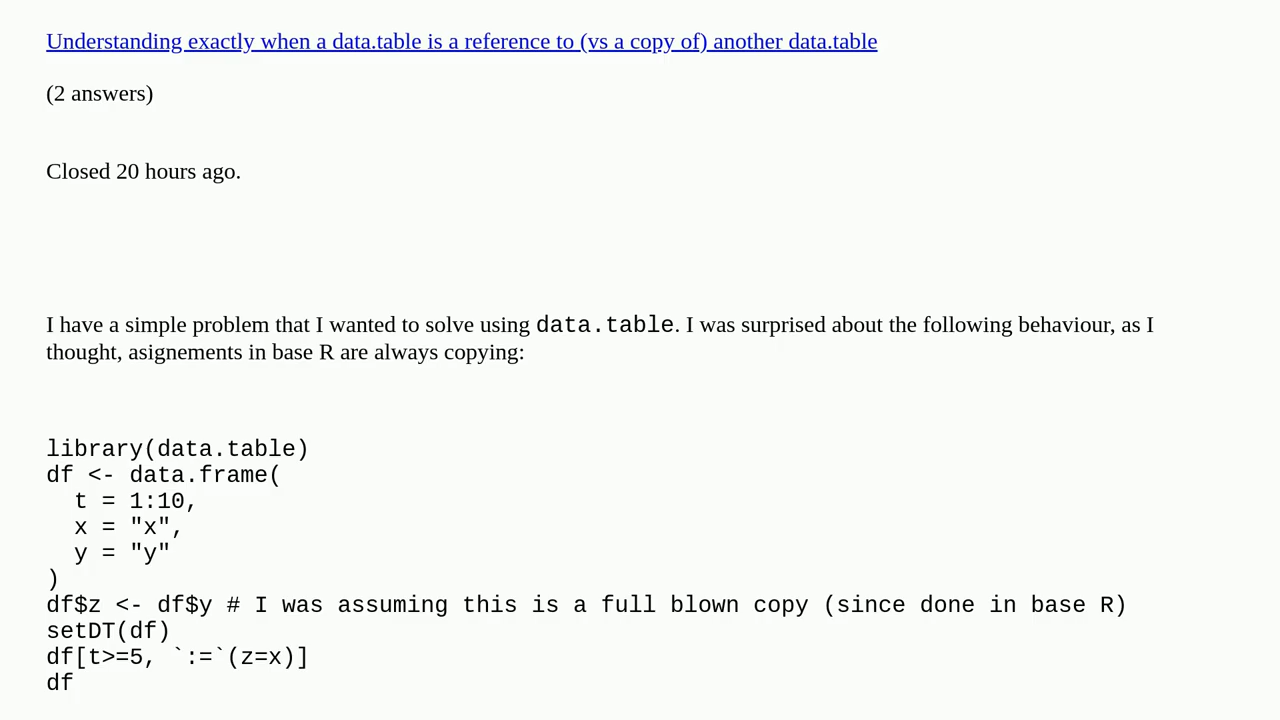 Understanding exactly when a data.table is a reference to (vs a copy of) another data.table
(2 answers)
Closed 20 hours ago.
I have a simple problem that I wanted to solve using data.table. I was surprised about the following behaviour, as I
thought, asignements in base R are always copying:
library(data.table)
df <- data.frame(
  t = 1:10,
  x = "x",
  y = "y"
)
df$z <- df$y # I was assuming this is a full blown copy (since done in base R)
setDT(df)
df[t>=5, `:=`(z=x)]
df